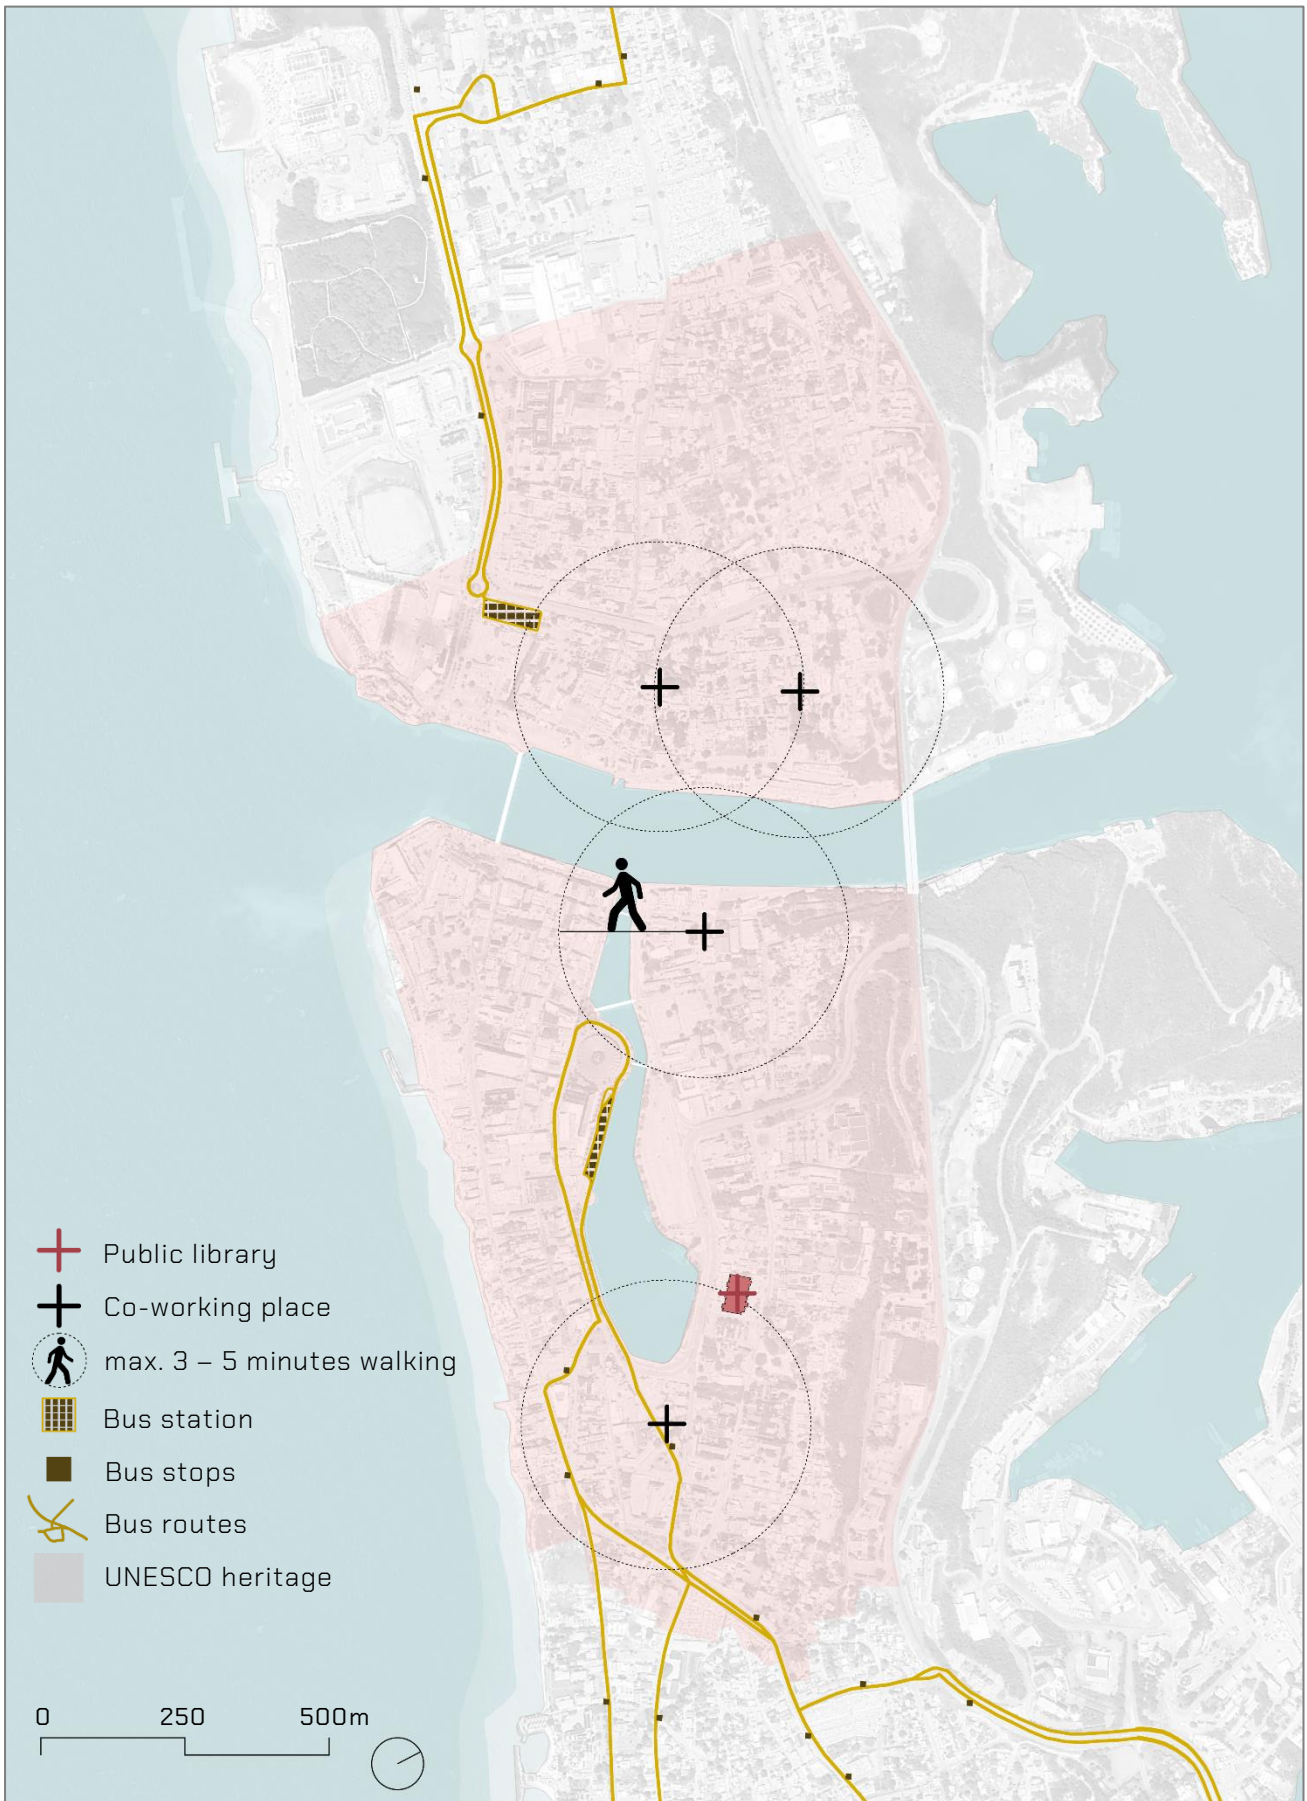 Public library
Co-working place
max. 3 – 5 minutes walking
Bus station
Bus stops
Bus routes
UNESCO heritage
0 250 500m